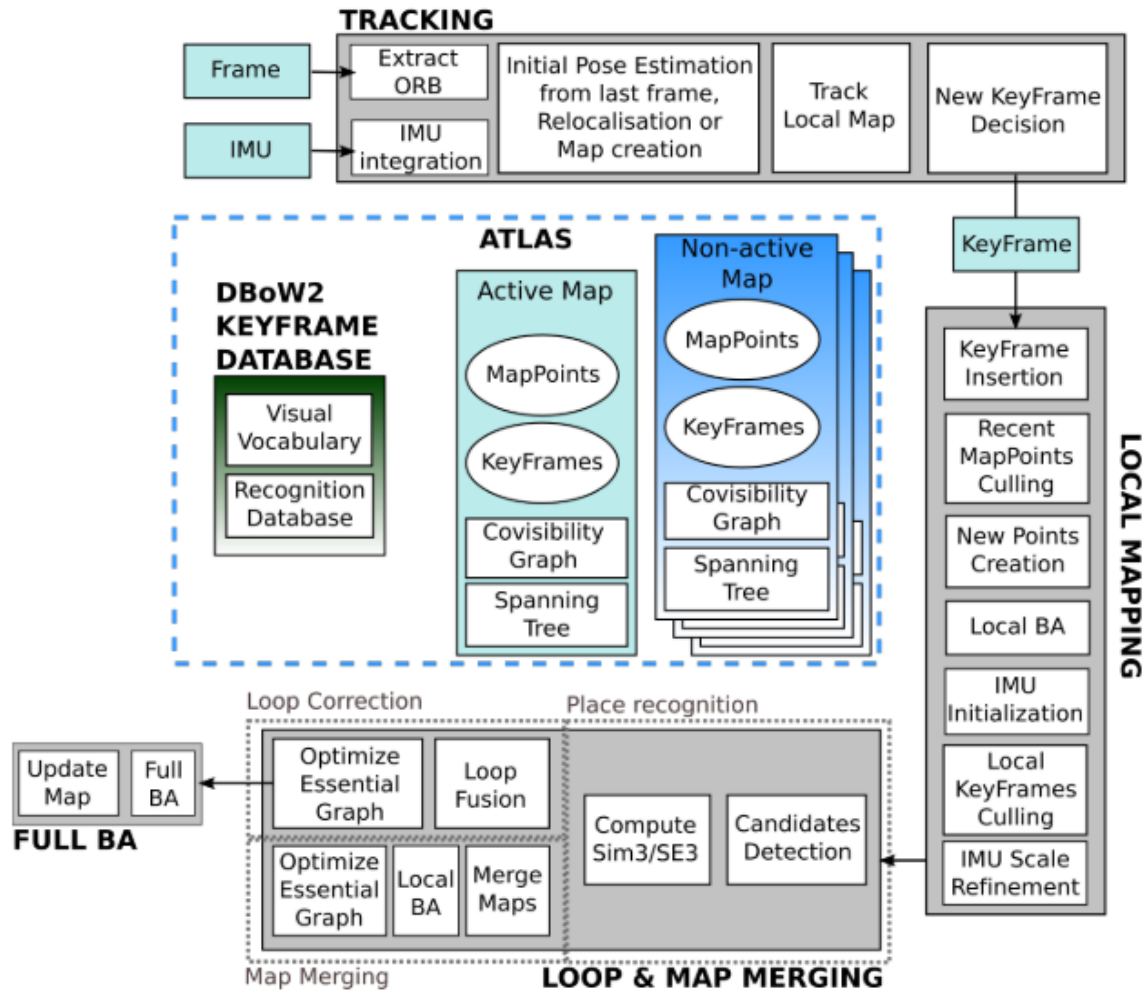 TRACKING
Frame
IMU
Extract
ORB
IMU
integration
Initial Pose Estimation
from last frame,
Relocalisation or
Map creation
Track
Local Map
New KeyFrame
Decision
KeyFrame
ATLAS
DBoW2
KEYFRAME
DATABASE
Visual
Vocabulary
Recognition
Database
Active Map
MapPoints
KeyFrames
Covisibility
Graph
Spanning
Tree
Non-active
Map
MapPoints
KeyFrames
Covisibility
Graph
Spanning
Tree
LOCAL MAPPING
KeyFrame
Insertion
Recent
MapPoints
Culling
New Points
Creation
Local BA
IMU
Initialization
Local
KeyFrames
Culling
IMU Scale
Refinement
Loop Correction
Place recognition
Optimize
Essential
Graph
Loop
Fusion
Compute
Sim3/SE3
Candidates
Detection
Update
Map
Full
BA
FULL BA
Optimize
Essential
Graph
Local
BA
Merge
Maps
Map Merging
LOOP & MAP MERGING